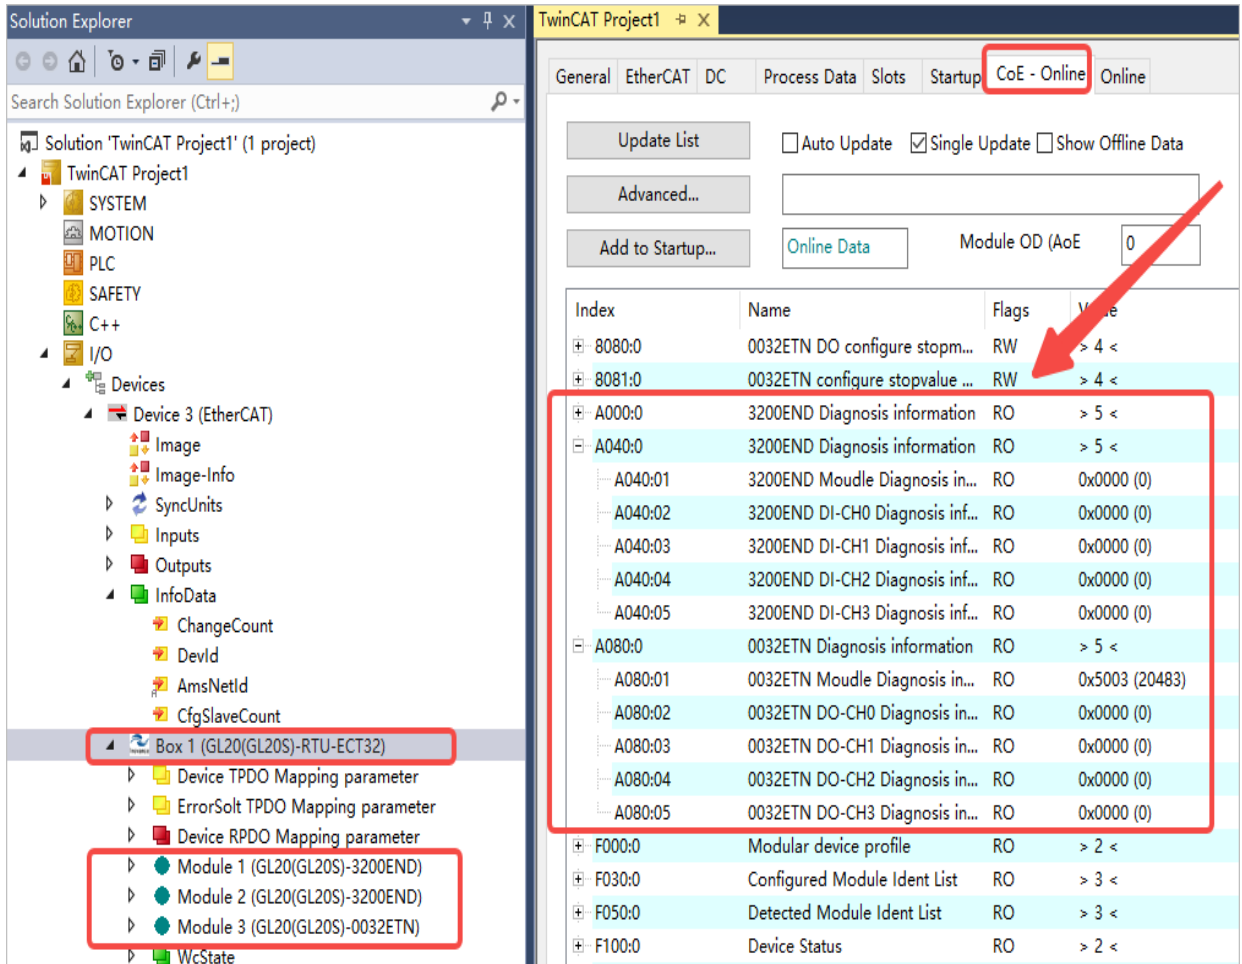 Solution Explorer
Search Solution Explorer (Ctrl+;)
Solution 'TwinCAT Project1' (1 project)
TwinCAT Project1
SYSTEM
MOTION
PLC
SAFETY
C++
I/O
Devices
Device 3 (EtherCAT)
Image
Image-Info
SyncUnits
Inputs
Outputs
InfoData
ChangeCount
DevId
AmsNetId
CfgSlaveCount
Box 1 (GL20(GL20S)-RTU-ECT32)
Device TPDO Mapping parameter
ErrorSolt TPDO Mapping parameter
Device RPDO Mapping parameter
Module 1 (GL20(GL20S)-3200END)
Module 2 (GL20(GL20S)-3200END)
Module 3 (GL20(GL20S)-0032ETN)
WcState
TwinCAT Project1
General EtherCAT DC Process Data Slots Startup CoE - Online Online
Update List Auto Update Single Update Show Offline Data
Advanced...
Add to Startup... Online Data Module OD (AoE 0
Index Name Flags
8080:0 0032ETN DO configure stopm... RW > 4 <
8081:0 0032ETN configure stopvalue ... RW > 4 <
A000:0 3200END Diagnosis information RO > 5 <
A040:0 3200END Diagnosis information RO > 5 <
A040:01 3200END Moudle Diagnosis in... RO 0x0000 (0)
A040:02 3200END DI-CH0 Diagnosis inf... RO 0x0000 (0)
A040:03 3200END DI-CH1 Diagnosis inf... RO 0x0000 (0)
A040:04 3200END DI-CH2 Diagnosis inf... RO 0x0000 (0)
A040:05 3200END DI-CH3 Diagnosis inf... RO 0x0000 (0)
A080:0 0032ETN Diagnosis information RO > 5 <
A080:01 0032ETN Moudle Diagnosis in... RO 0x5003 (20483)
A080:02 0032ETN DO-CH0 Diagnosis in... RO 0x0000 (0)
A080:03 0032ETN DO-CH1 Diagnosis in... RO 0x0000 (0)
A080:04 0032ETN DO-CH2 Diagnosis in... RO 0x0000 (0)
A080:05 0032ETN DO-CH3 Diagnosis in... RO 0x0000 (0)
F000:0 Modular device profile RO > 2 <
F030:0 Configured Module Ident List RO > 3 <
F050:0 Detected Module Ident List RO > 3 <
F100:0 Device Status RO > 2 <